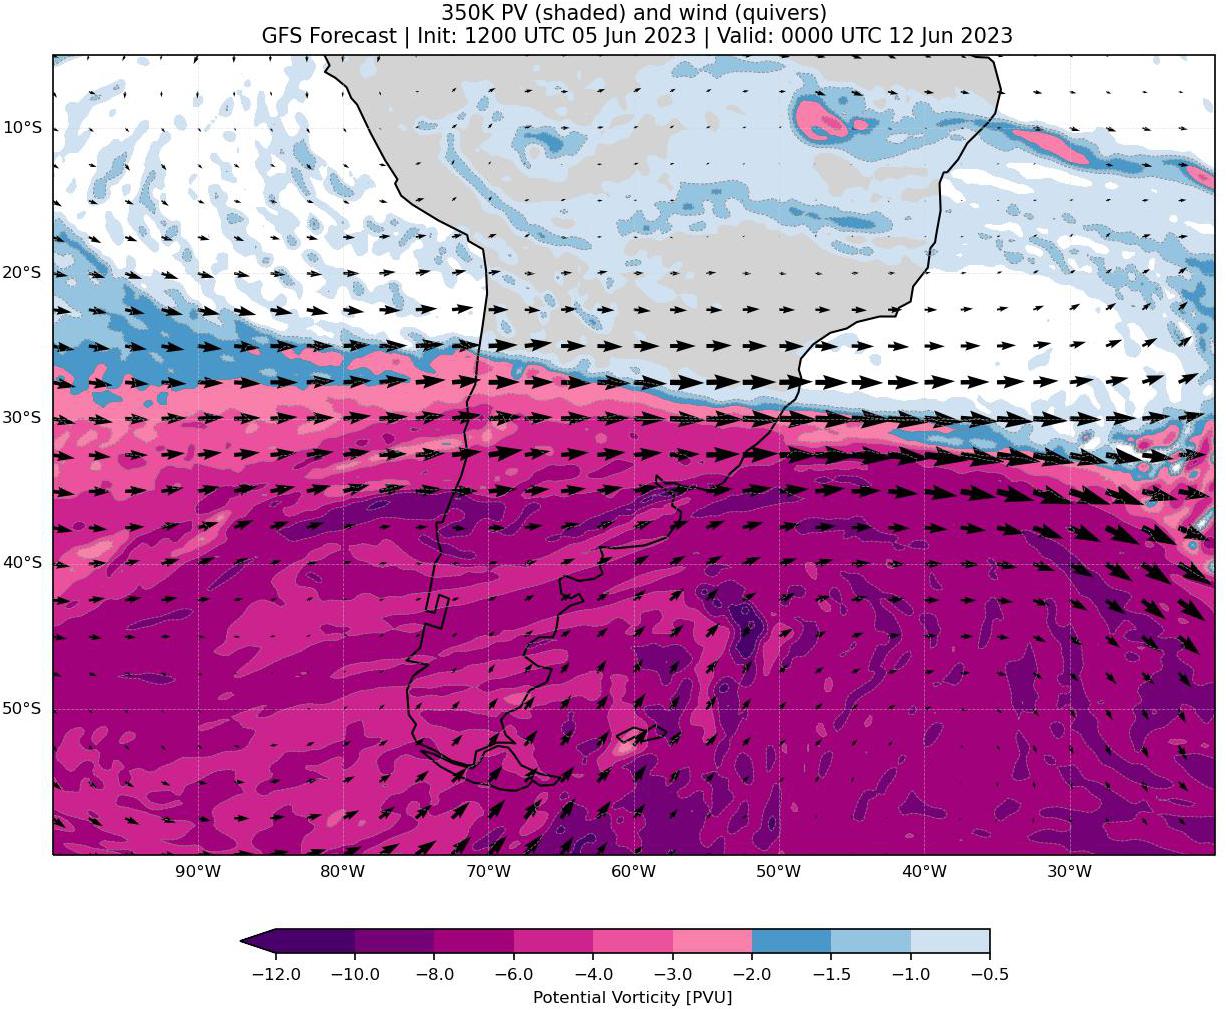 350K PV (shaded) and wind (quivers)
GFS Forecast | Init: 1200 UTC 05 Jun 2023 | Valid: 0000 UTC 12 Jun 2023
10°S
20°S
30°S
40°S
50°S
90°W 80°W 70°W 60°W 50°W 40°W 30°W
−12.0 −10.0 −8.0 −6.0 −4.0 −3.0 −2.0 −1.5 −1.0 −0.5
Potential Vorticity [PVU]